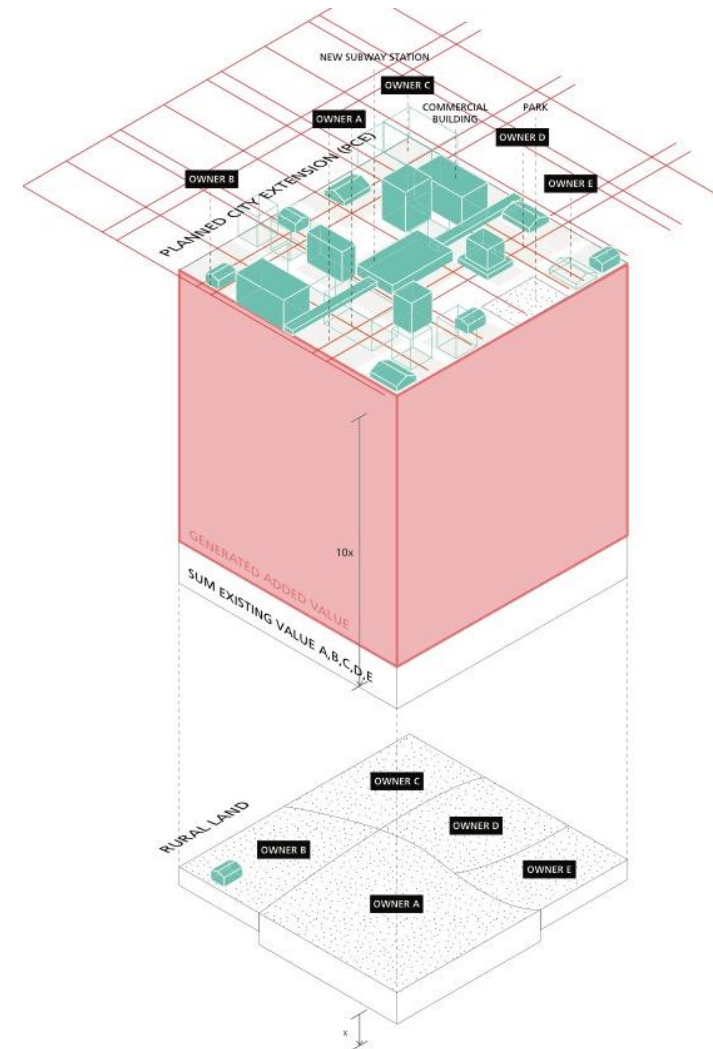 NEW SUBWAY STATION
OWNER C
COMMERCIAL
BUILDING
PARK
OWNER A
OWNER D
OWNER B
OWNER E
PLANNED CITY EXTENSION (PCE)
10x
GENERATED ADDED VALUE
SUM EXISTING VALUE A,B,C,D,E
RURAL LAND
OWNER C
OWNER D
OWNER B
OWNER E
OWNER A
x